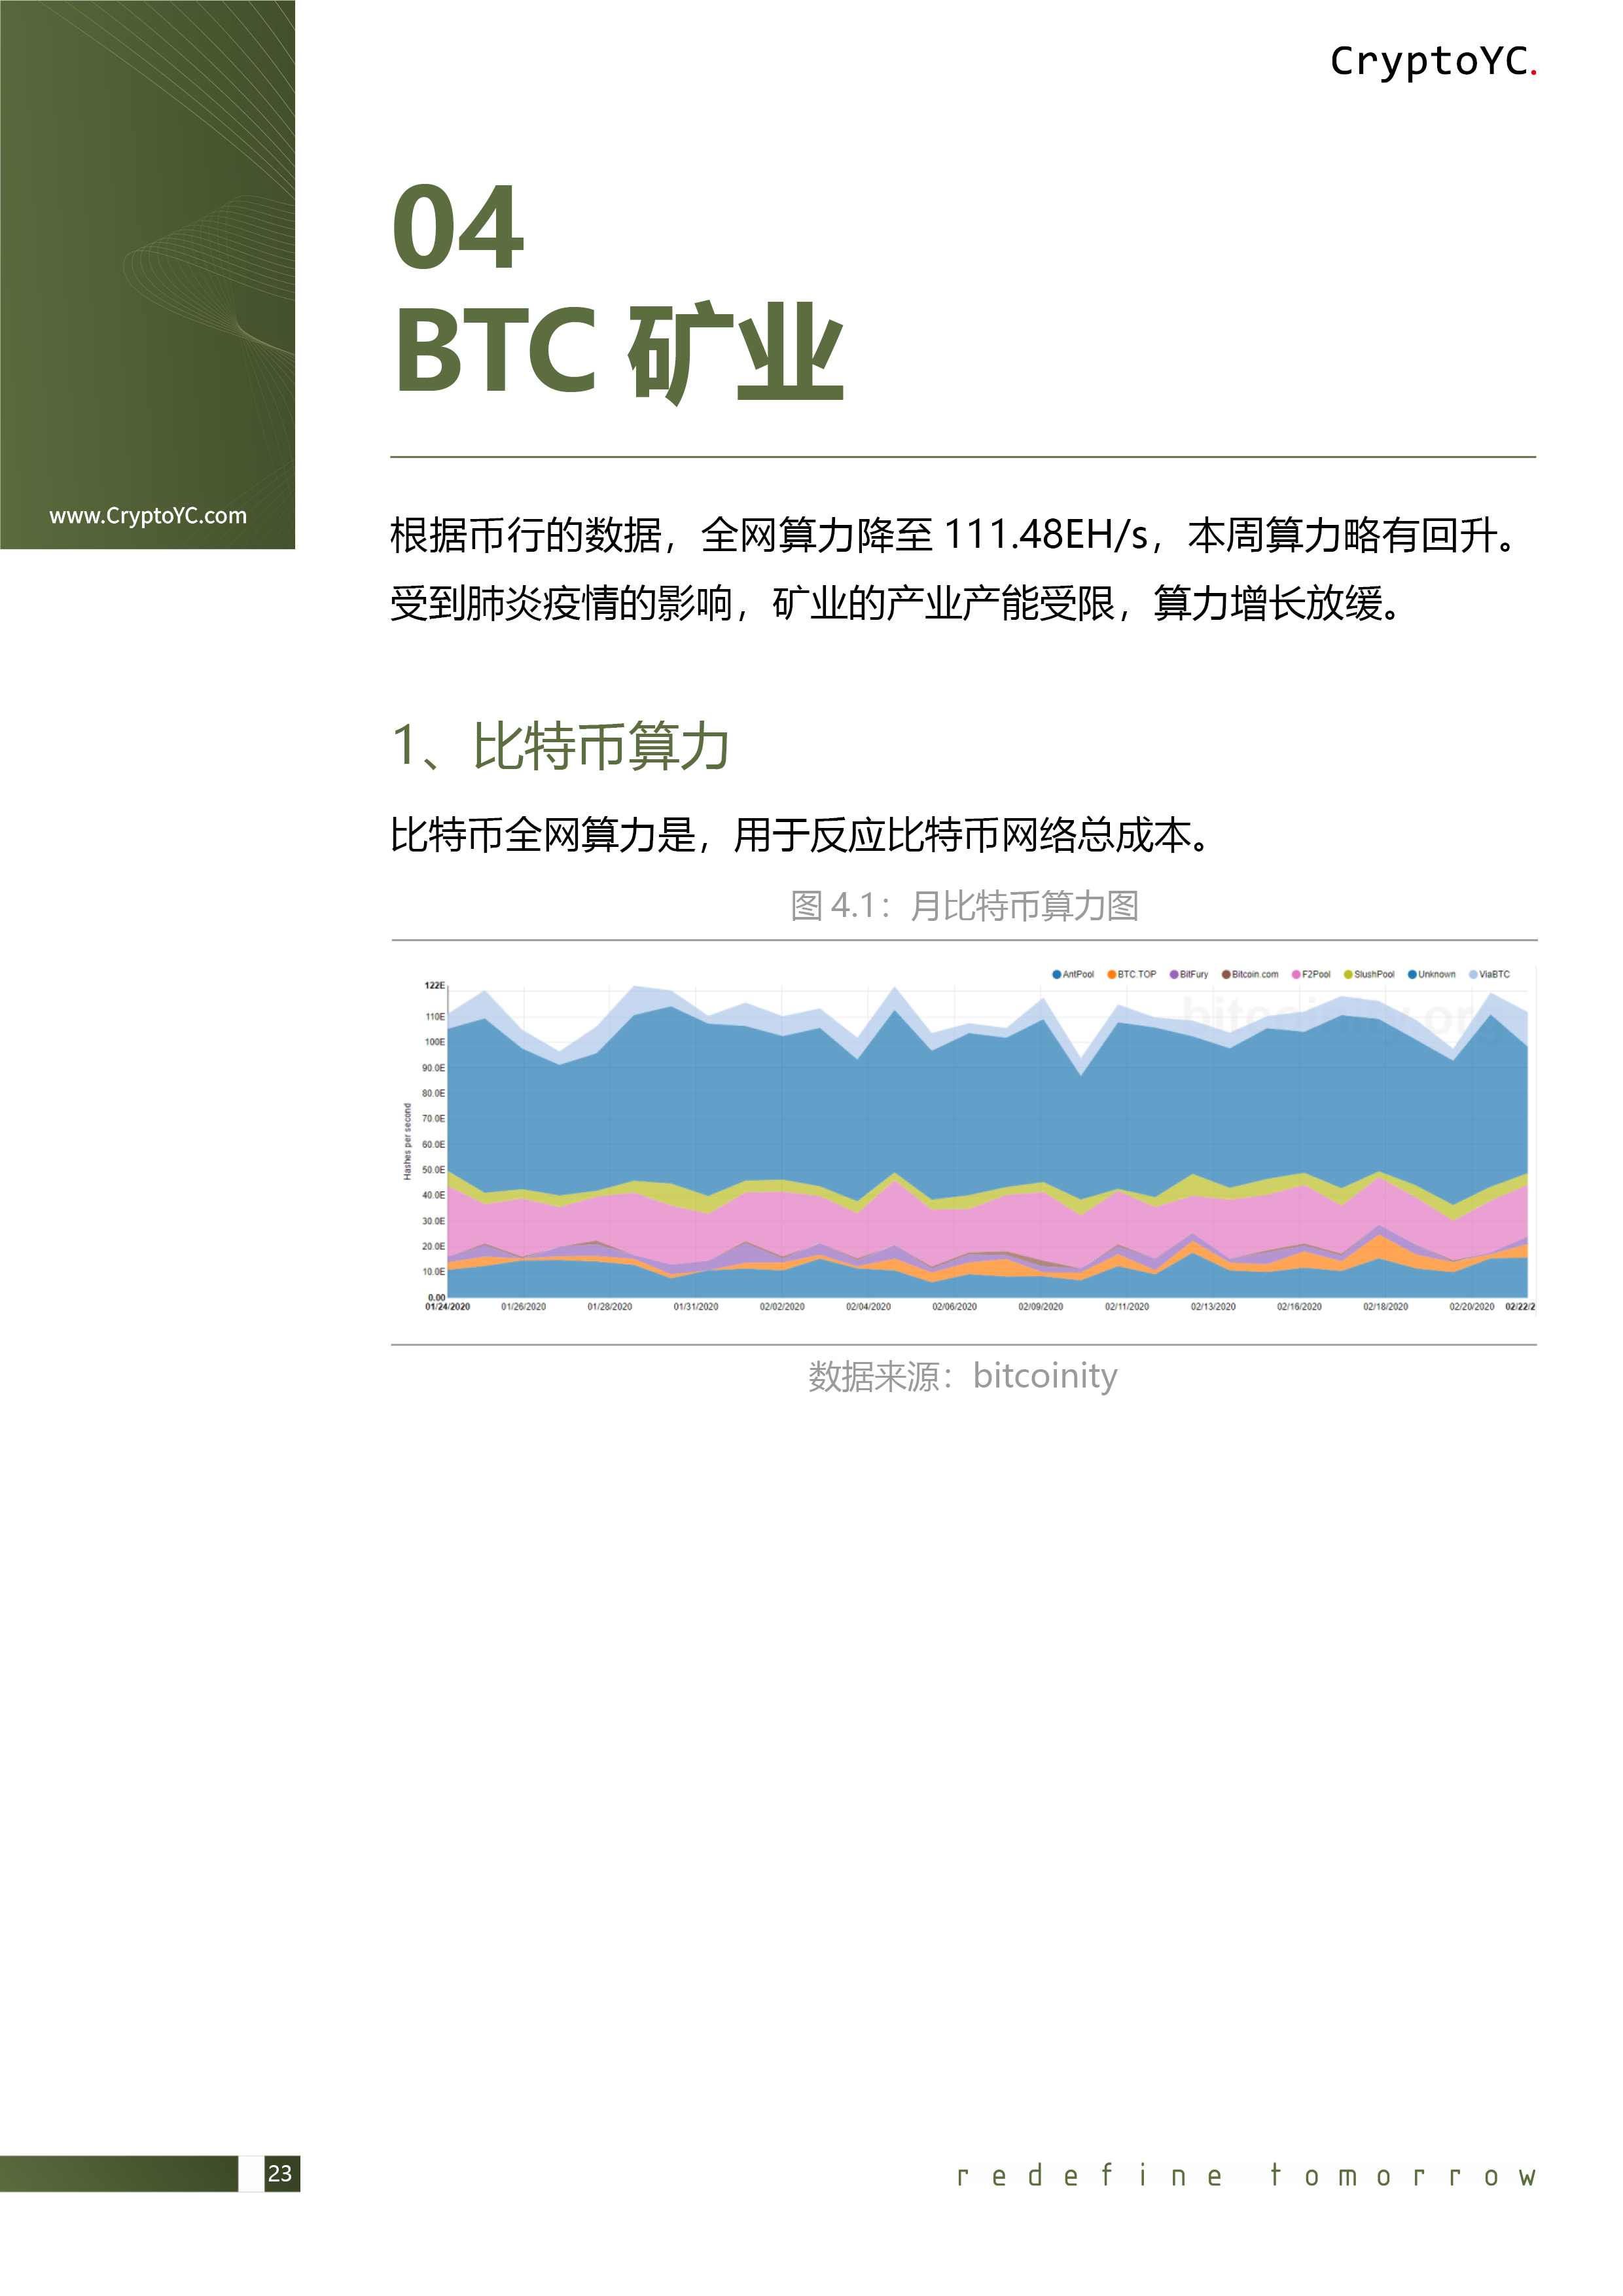 CryptoYC.
www.CryptoYC.com
04
BTC 矿业
根据币行的数据，全网算力降至 111.48EH/s，本周算力略有回升。
受到肺炎疫情的影响，矿业的产业产能受限，算力增长放缓。
1、比特币算力
比特币全网算力是，用于反应比特币网络总成本。
图 4.1：月比特币算力图
AntPool BTC.TOP BitFury Bitcoin.com F2Pool SlushPool Unknown ViaBTC
bitcoinity.org
Hashes per second
122E
110E
100E
90.0E
80.0E
70.0E
60.0E
50.0E
40.0E
30.0E
20.0E
10.0E
0.00
01/24/2020 01/26/2020 01/28/2020 01/31/2020 02/02/2020 02/04/2020 02/06/2020 02/09/2020 02/11/2020 02/13/2020 02/16/2020 02/18/2020 02/20/2020 02/22/2
数据来源：bitcoinity
23
redefine tomorrow